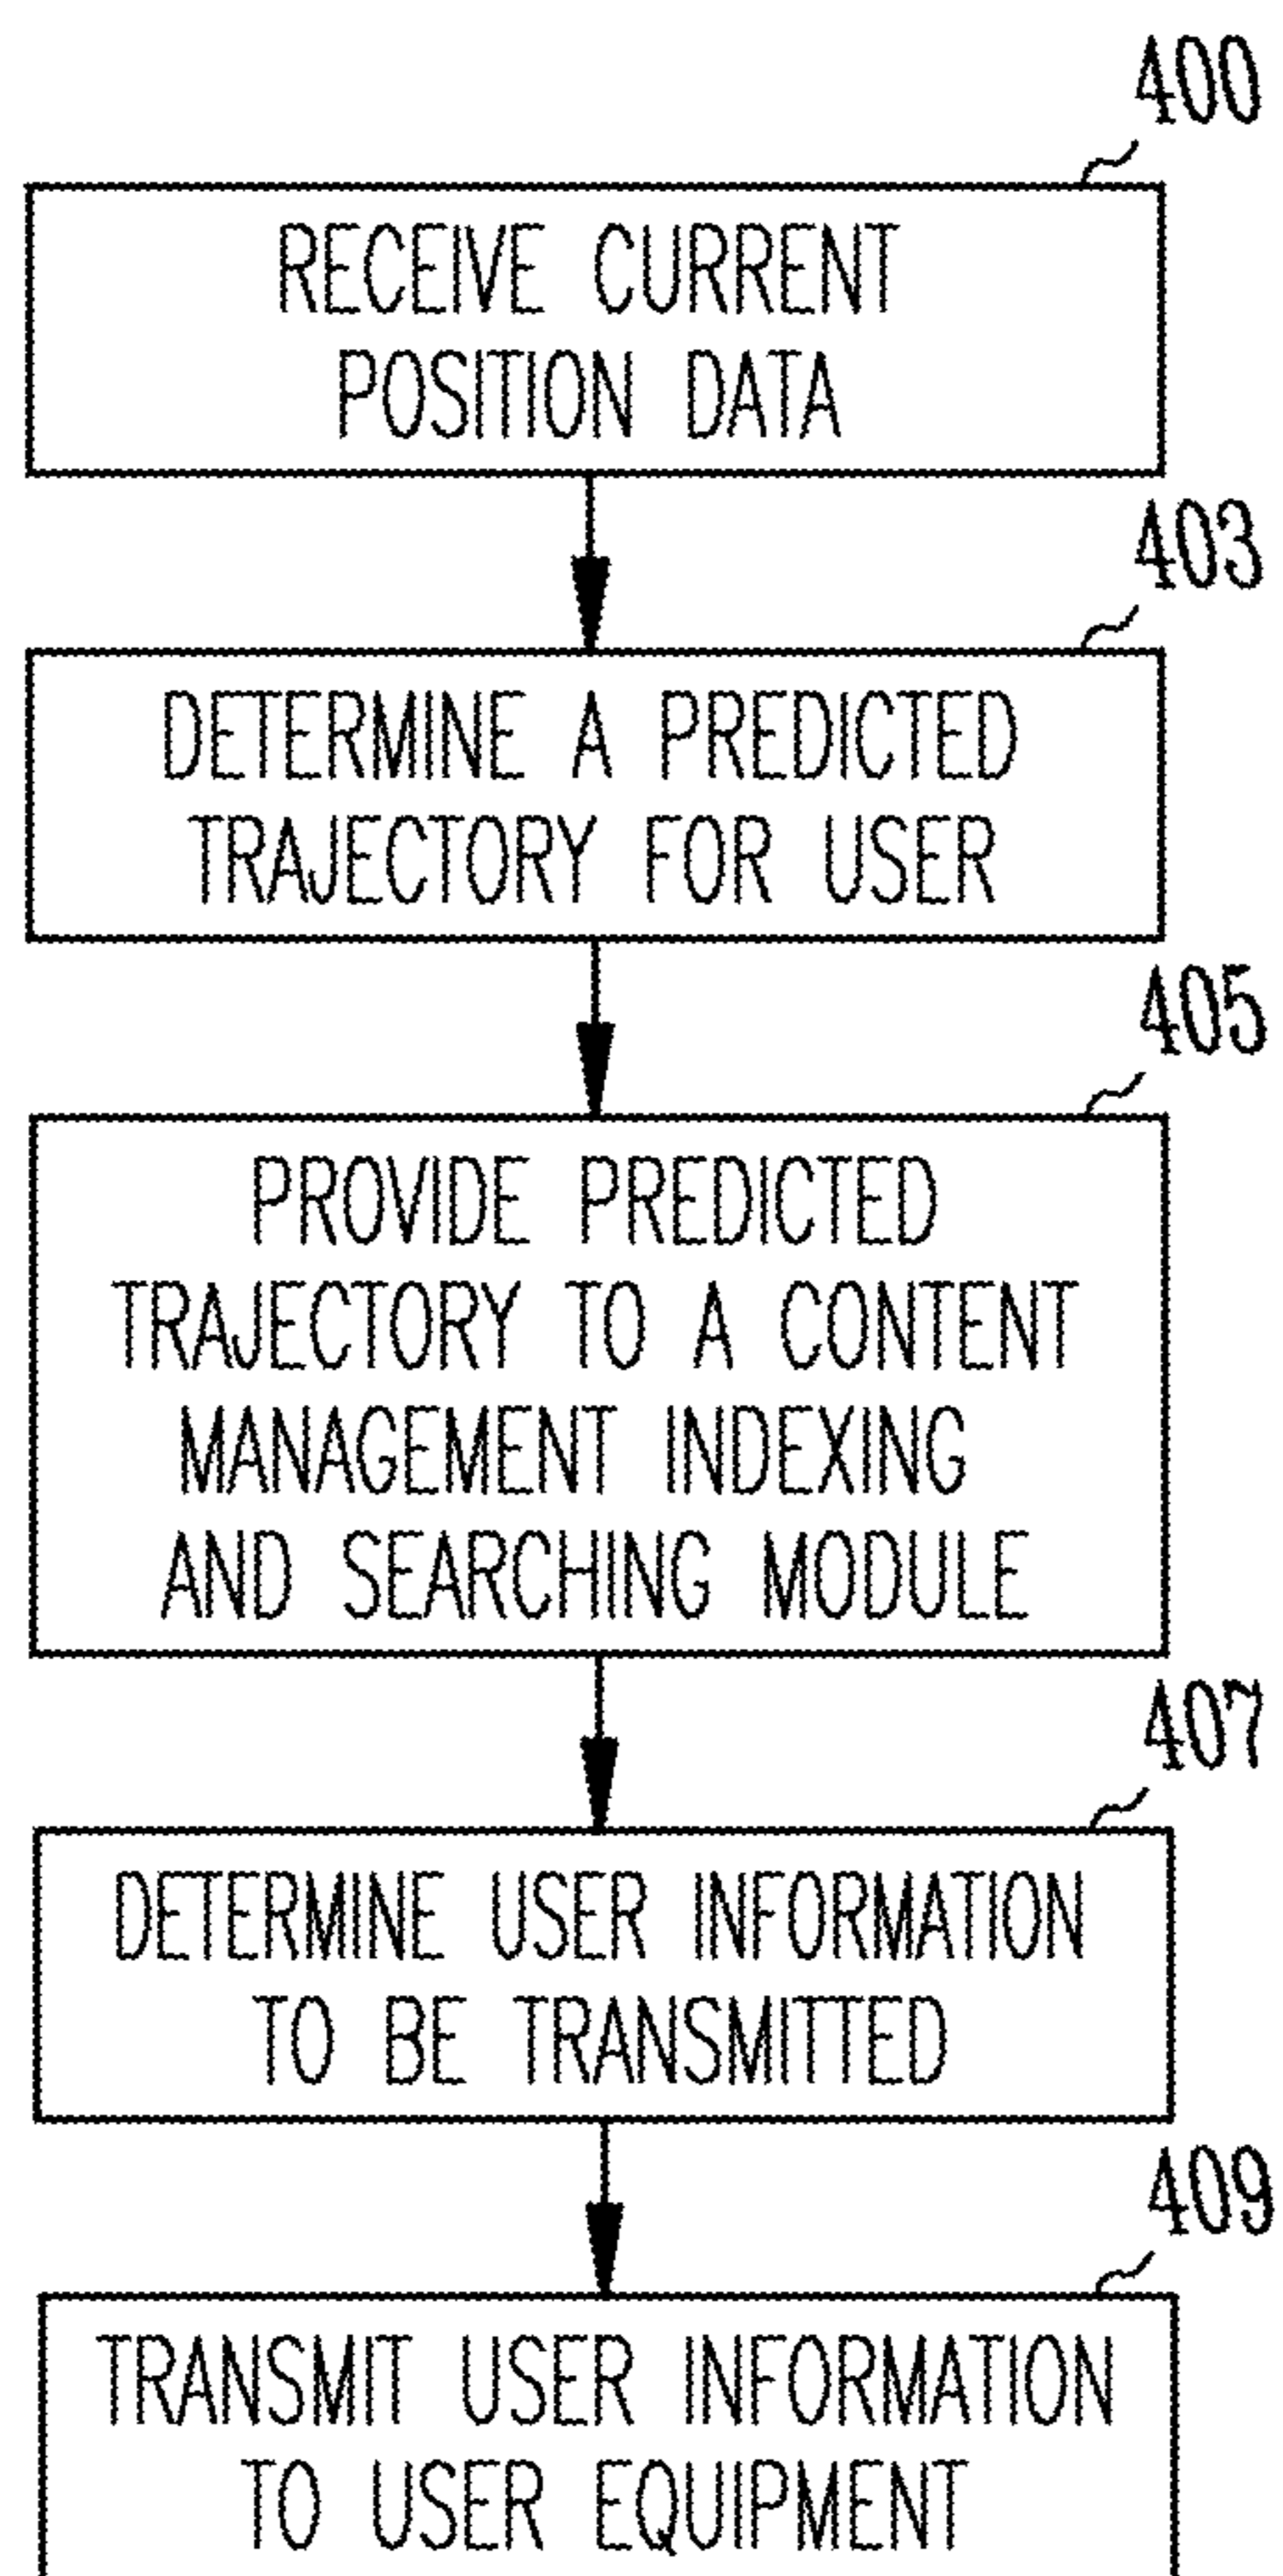 400
RECEIVE CURRENT
POSITION DATA
403
DETERMINE A PREDICTED
TRAJECTORY FOR USER
405
PROVIDE PREDICTED
TRAJECTORY TO A CONTENT
MANAGEMENT INDEXING
AND SEARCHING MODULE
407
DETERMINE USER INFORMATION
TO BE TRANSMITTED
409
TRANSMIT USER INFORMATION
TO USER EQUIPMENT